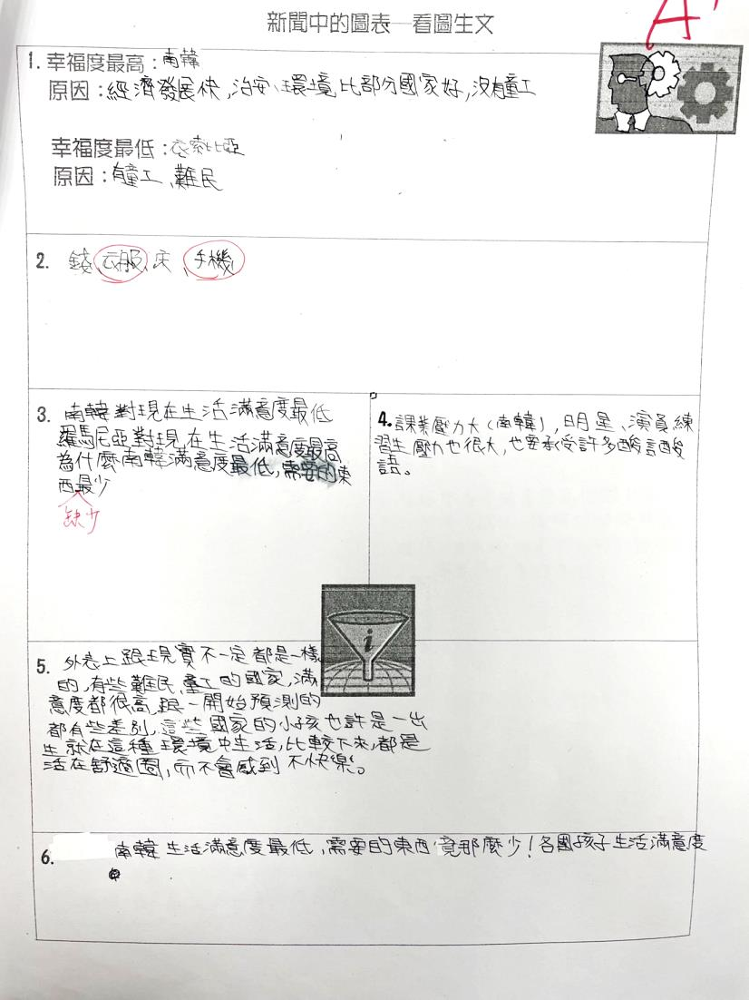 新聞中的圖表—看圖生文
A+
1. 幸福度最高：南韓
原因：經濟發展快，治安、環境比部分國家好，沒有童工
幸福度最低：衣索比亞
原因：有童工、難民
2. 錢、衣服、床、手機
3. 南韓對現在生活滿意度最低
羅馬尼亞對現在生活滿意度最高
為什麼南韓滿意度最低，需要的東
西最少
缺少
4. 課業壓力大（南韓），明星、演員練
習生壓力也很大，也要承受許多酸言酸
語。
5. 外表上跟現實不一定都是一樣
的，有些難民、童工的國家，滿
意度都很高，跟一開始預測的
都有些差別，這些國家的小孩也許是一出
生就在這種環境中生活，比較下來，都是
活在舒適圈，而不會感到不快樂。
i
6. 南韓生活滿意度最低，需要的東西竟那麼少！各國孩子生活滿意度